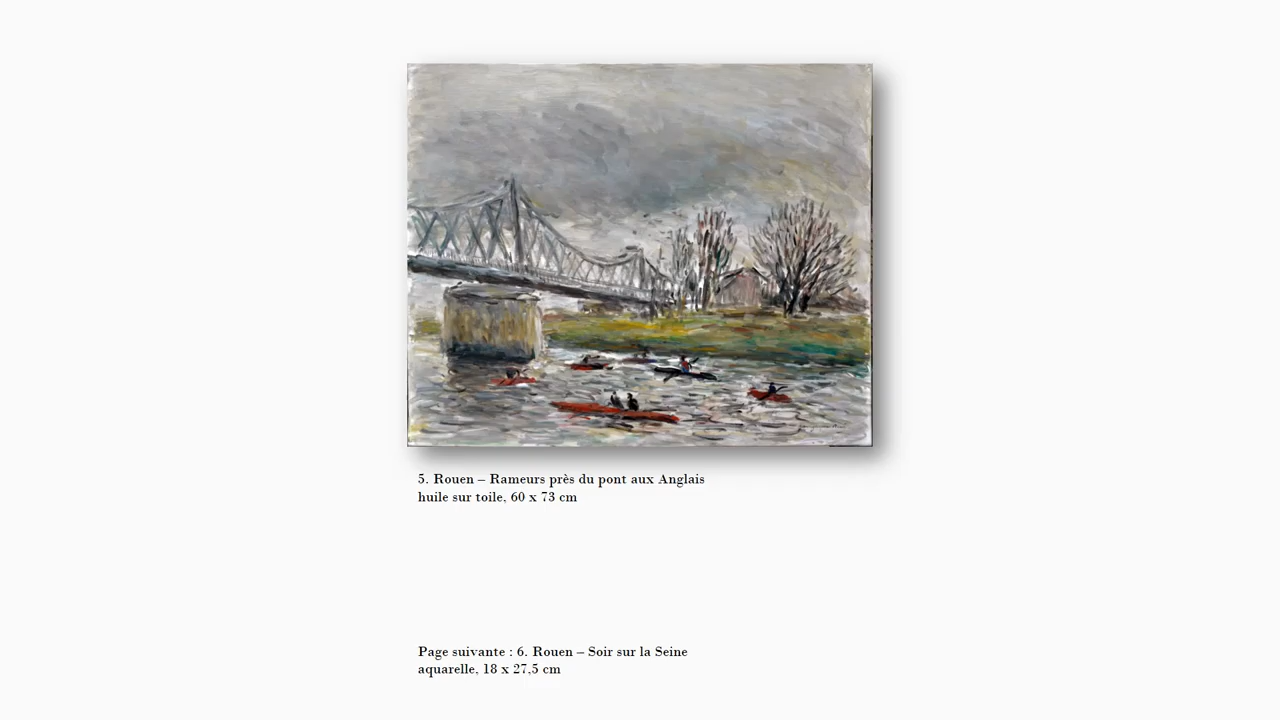 5. Rouen – Rameurs près du pont aux Anglais
huile sur toile, 60 x 73 cm
Page suivante : 6. Rouen – Soir sur la Seine
aquarelle, 18 x 27,5 cm